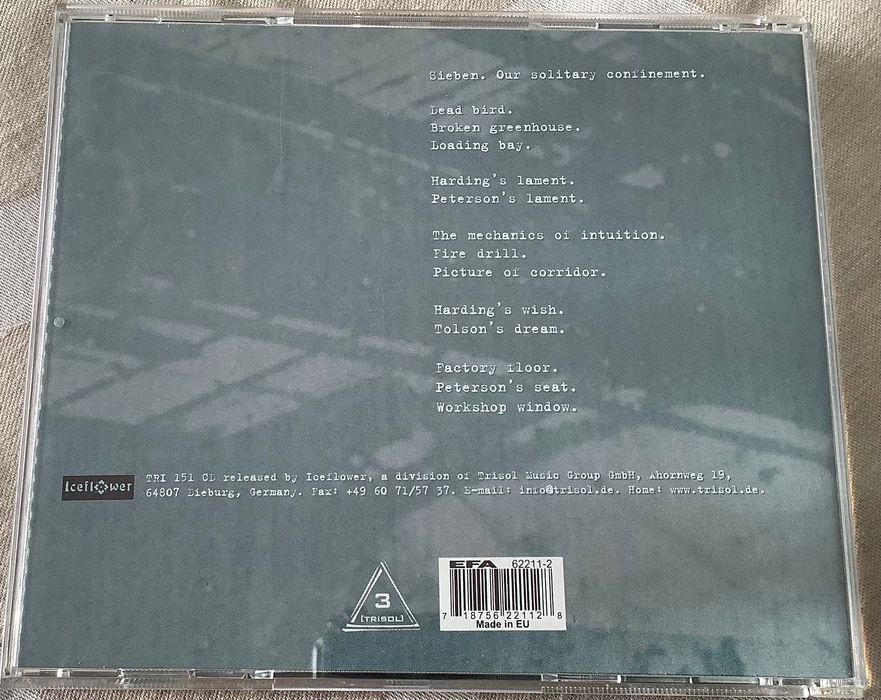 Sieben. Our solitary confinement.
Dead bird.
Broken greenhouse.
Loading bay.
Harding's lament.
Peterson's lament.
The mechanics of intuition.
Fire drill.
Picture of corridor.
Harding's wish.
Tolson's dream.
Factory floor.
Peterson's seat.
Workshop window.
Iceflower
TRI 151 CD released by Iceflower, a division of Trisol Music Group GmbH, Ahornweg 19,
64807 Dieburg, Germany. Fax: +49 60 71/57 37. E-mail: info@trisol.de. Home: www.trisol.de.
3
[TRISOL]
EFA 62211-2
7 18756 22112 8
Made in EU